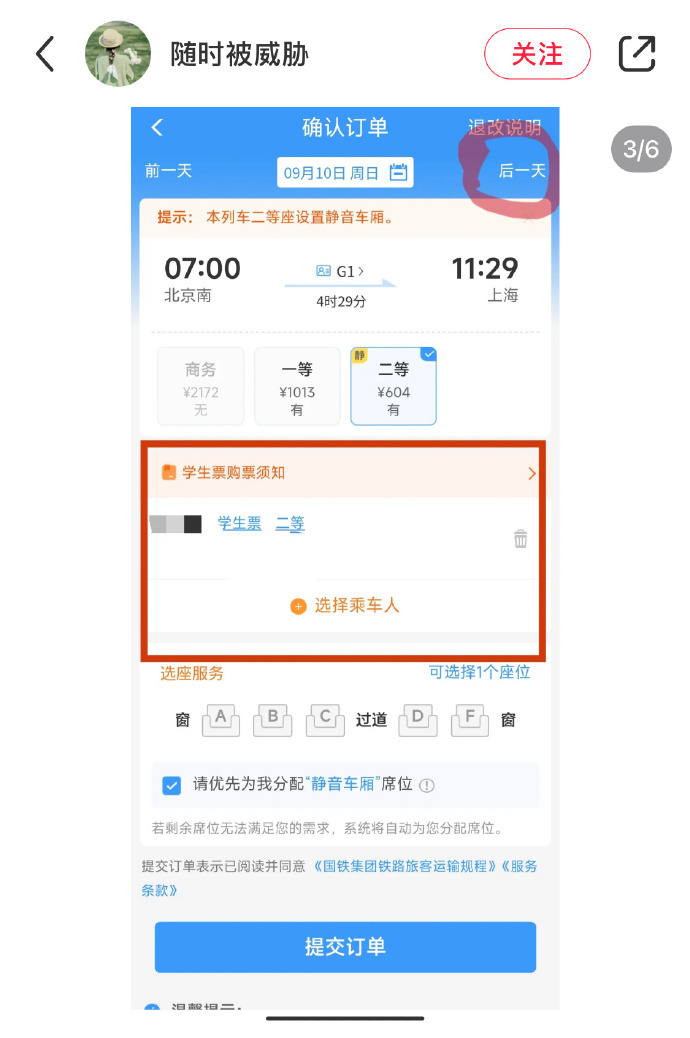 随时被威胁
关注
3/6
确认订单
退改说明
前一天
09月10日 周日
后一天
提示： 本列车二等座设置静音车厢。
07:00
G1
11:29
北京南
4时29分
上海
静
商务
一等
二等
¥2172
¥1013
¥604
无
有
有
学生票购票须知
学生票 二等
选择乘车人
选座服务
可选择1个座位
窗 A B C 过道 D F 窗
请优先为我分配“静音车厢”席位
若剩余席位无法满足您的需求，系统将自动为您分配席位。
提交订单表示已阅读并同意 《国铁集团铁路旅客运输规程》《服务
条款》
提交订单
温馨提示：